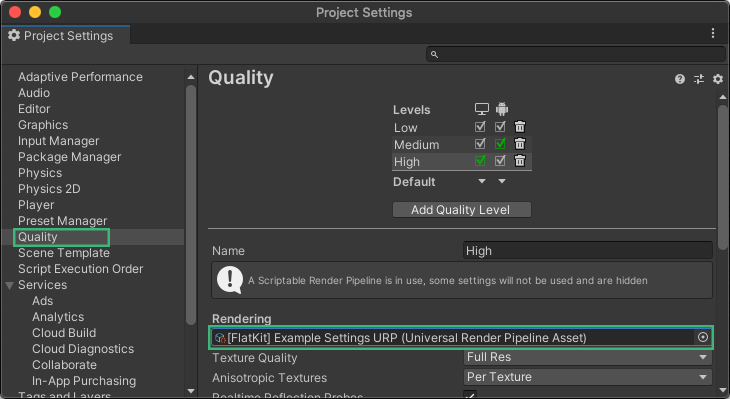 Project Settings
Project Settings
Adaptive Performance
Audio
Editor
Graphics
Input Manager
Package Manager
Physics
Physics 2D
Player
Preset Manager
Quality
Scene Template
Script Execution Order
Services
Ads
Analytics
Cloud Build
Cloud Diagnostics
Collaborate
In-App Purchasing
Tags and Layers
Quality
Levels
Low
Medium
High
Default
Add Quality Level
Name High
A Scriptable Render Pipeline is in use, some settings will not be used and are hidden
Rendering
[FlatKit] Example Settings URP (Universal Render Pipeline Asset)
Texture Quality Full Res
Anisotropic Textures Per Texture
Realtime Reflection Probes